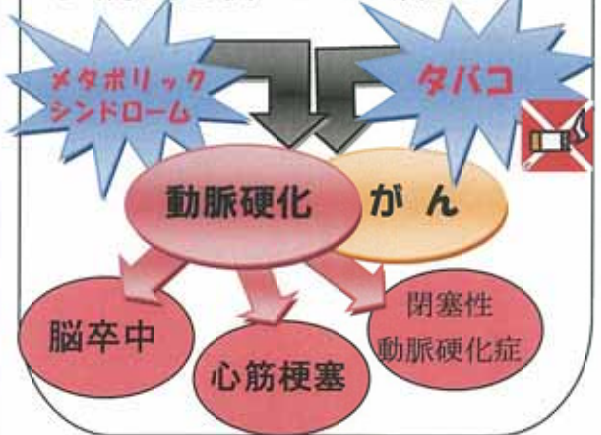 メタボリック
シンドローム
タバコ
動脈硬化
がん
脳卒中
心筋梗塞
閉塞性
動脈硬化症